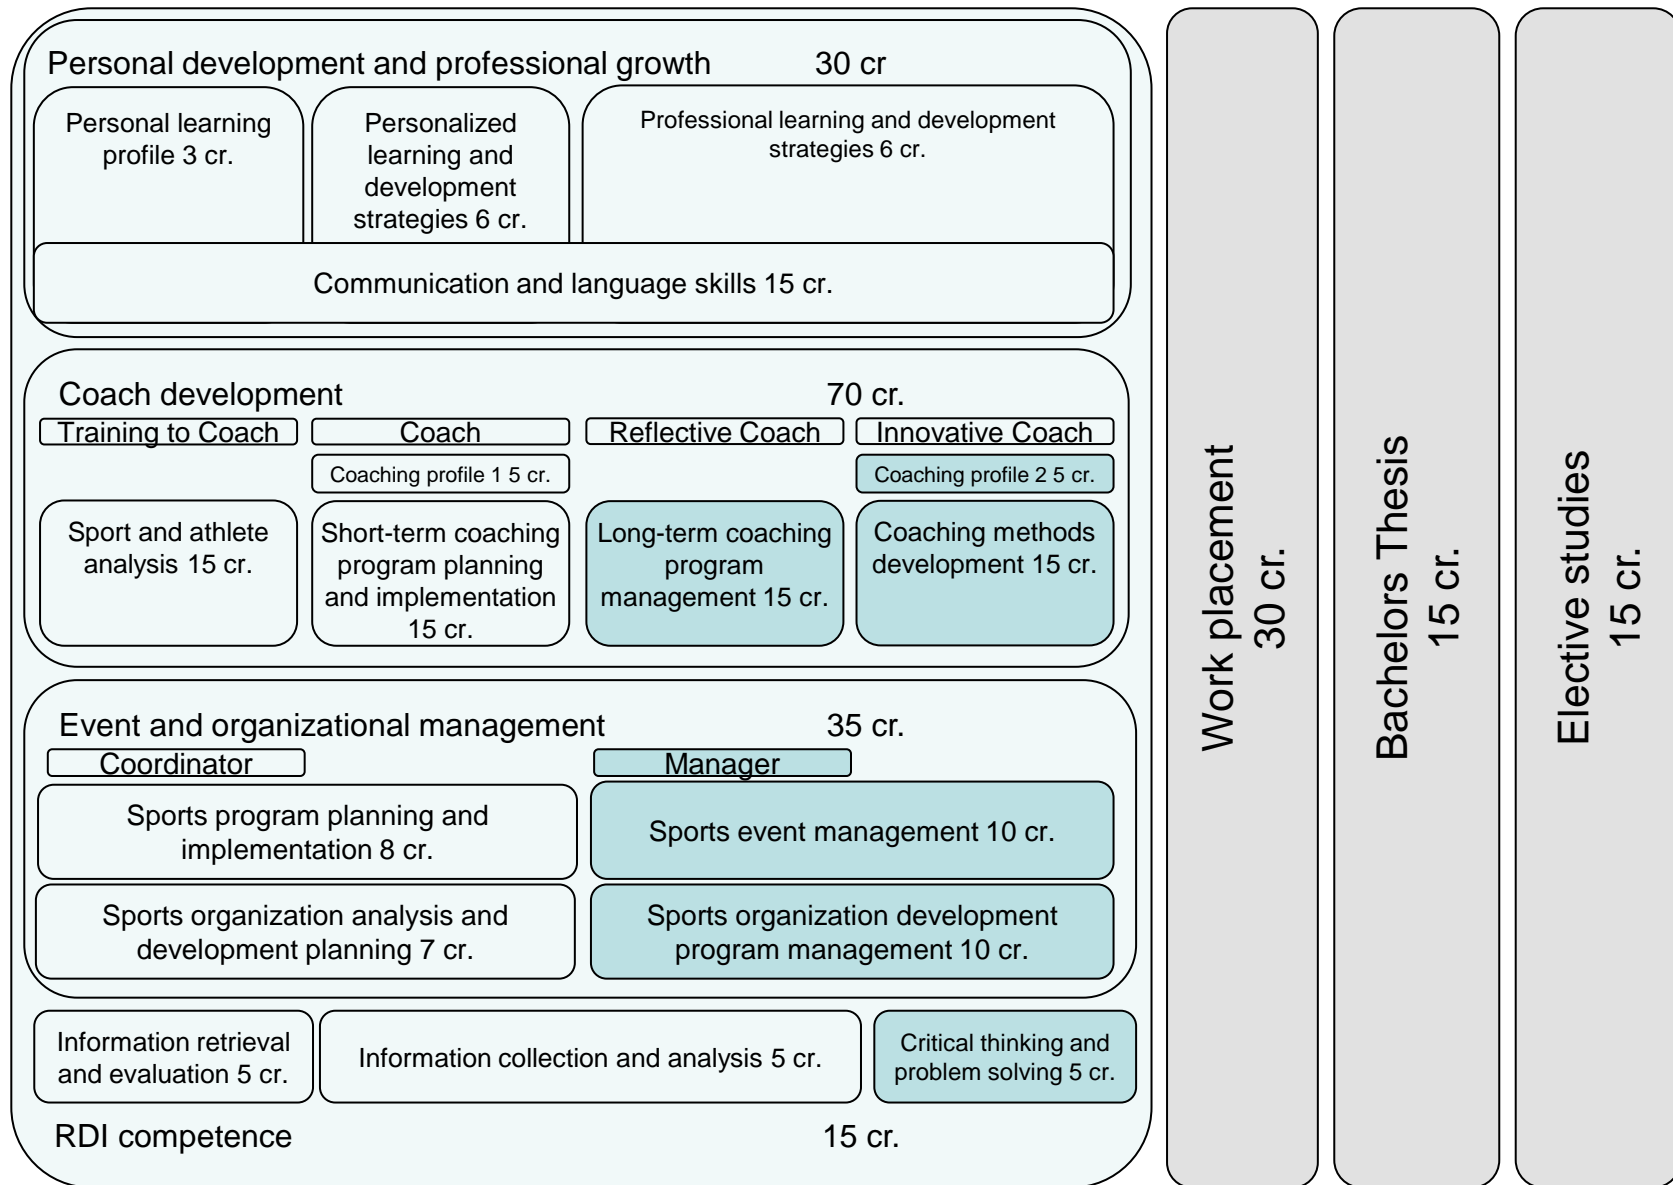 Personal development and professional growth 30 cr
Personal learning
profile 3 cr.
Personalized
learning and
development
strategies 6 cr.
Professional learning and development
strategies 6 cr.
Communication and language skills 15 cr.
Coach development 70 cr.
Training to Coach
Coach
Reflective Coach
Innovative Coach
Coaching profile 1 5 cr.
Coaching profile 2 5 cr.
Sport and athlete
analysis 15 cr.
Short-term coaching
program planning
and implementation
15 cr.
Long-term coaching
program
management 15 cr.
Coaching methods
development 15 cr.
Event and organizational management 35 cr.
Coordinator
Manager
Sports program planning and
implementation 8 cr.
Sports event management 10 cr.
Sports organization analysis and
development planning 7 cr.
Sports organization development
program management 10 cr.
Information retrieval
and evaluation 5 cr.
Information collection and analysis 5 cr.
Critical thinking and
problem solving 5 cr.
RDI competence 15 cr.
Work placement
30 cr.
Bachelors Thesis
15 cr.
Elective studies
15 cr.